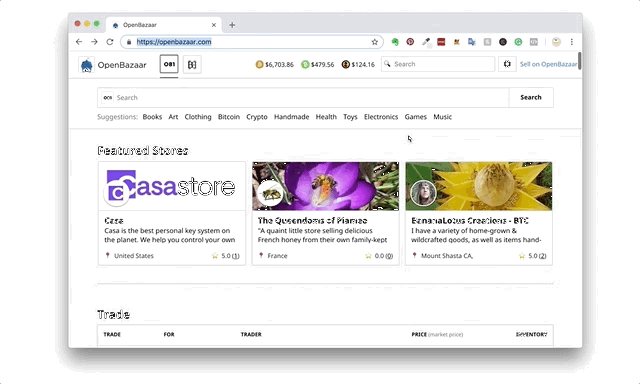 OpenBazaar
https://openbazaar.com
OpenBazaar OB1 $6,703.86 $479.56 $124.16 Search Sell on OpenBazaar
OB1 Search Search
Suggestions: Books Art Clothing Bitcoin Crypto Handmade Health Toys Electronics Games Music
Featured Stores
Casastore
Casa
Casa is the best personal key system on
the planet. We help you control your own
United States 5.0 (1)
The Queendoms of Piamee
"A quaint little store selling delicious
French honey from their own family-kept
France 0.0 (0)
BananaLotus Creations - BTC
I have a variety of home-grown &
wildcrafted goods, as well as items hand-
Mount Shasta CA, 5.0 (2)
Trade
TRADE FOR TRADER PRICE (market price) INVENTORY